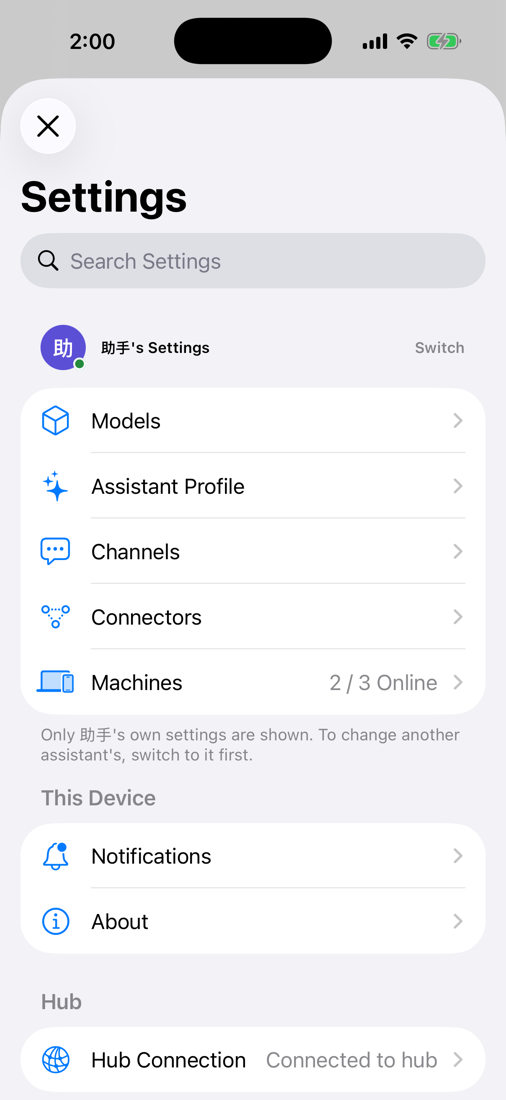 2:00
Settings
Search Settings
助 助手's Settings Switch
Models
Assistant Profile
Channels
Connectors
Machines 2 / 3 Online
Only 助手's own settings are shown. To change another
assistant's, switch to it first.
This Device
Notifications
About
Hub
Hub Connection Connected to hub